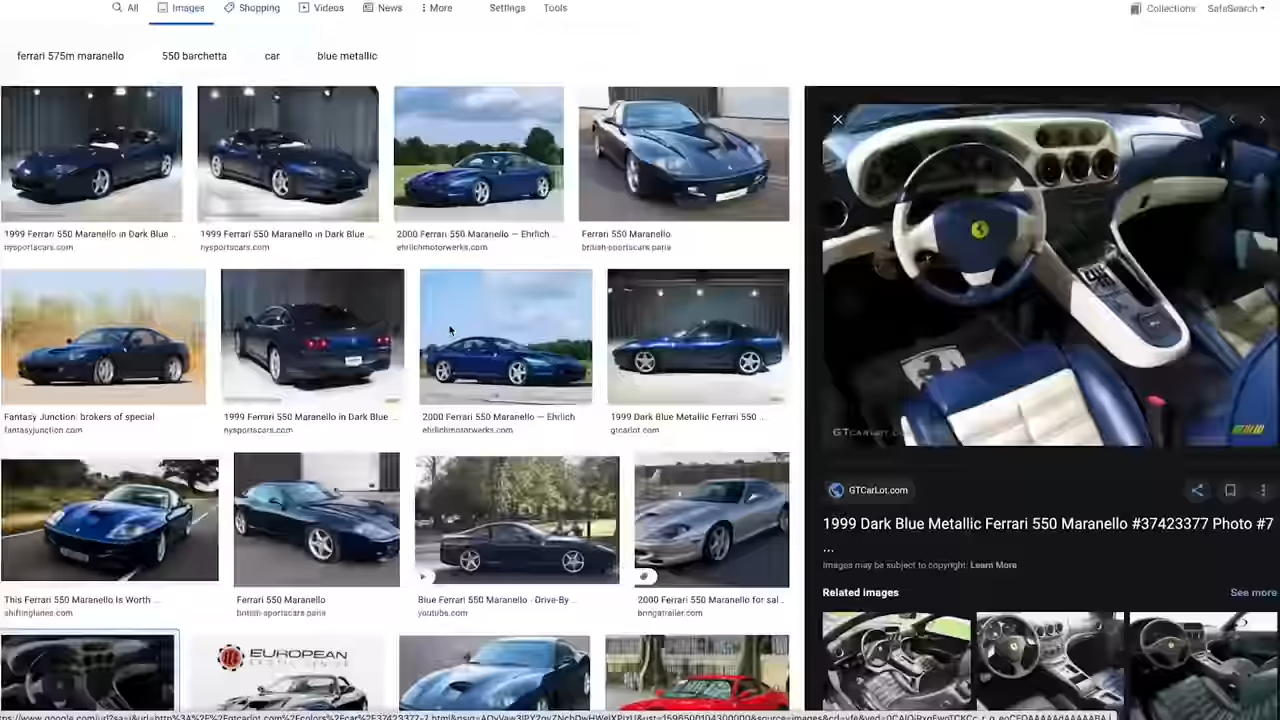 All Images Shopping Videos News More Settings Tools Collections SafeSearch
ferrari 575m maranello 550 barchetta car blue metallic
1999 Ferrari 550 Maranello in Dark Blue ...
nysportscars.com
1999 Ferrari 550 Maranello in Dark Blue ...
nysportscars.com
2000 Ferrari 550 Maranello — Ehrlich ...
ehrlichmotorwerks.com
Ferrari 550 Maranello
british-sportscars.paris
Fantasy Junction: brokers of special
fantasyjunction.com
1999 Ferrari 550 Maranello in Dark Blue ...
nysportscars.com
2000 Ferrari 550 Maranello — Ehrlich
ehrlichmotorwerks.com
1999 Dark Blue Metallic Ferrari 550 ...
gtcarlot.com
This Ferrari 550 Maranello Is Worth ...
shiftinglanes.com
Ferrari 550 Maranello
british-sportscars.paris
Blue Ferrari 550 Maranello - Drive-By ...
youtube.com
2000 Ferrari 550 Maranello for sal...
bringatrailer.com
EUROPEAN
GTCARLOT.CO
GTCarLot.com
1999 Dark Blue Metallic Ferrari 550 Maranello #37423377 Photo #7
...
Images may be subject to copyright. Learn More
Related images See more